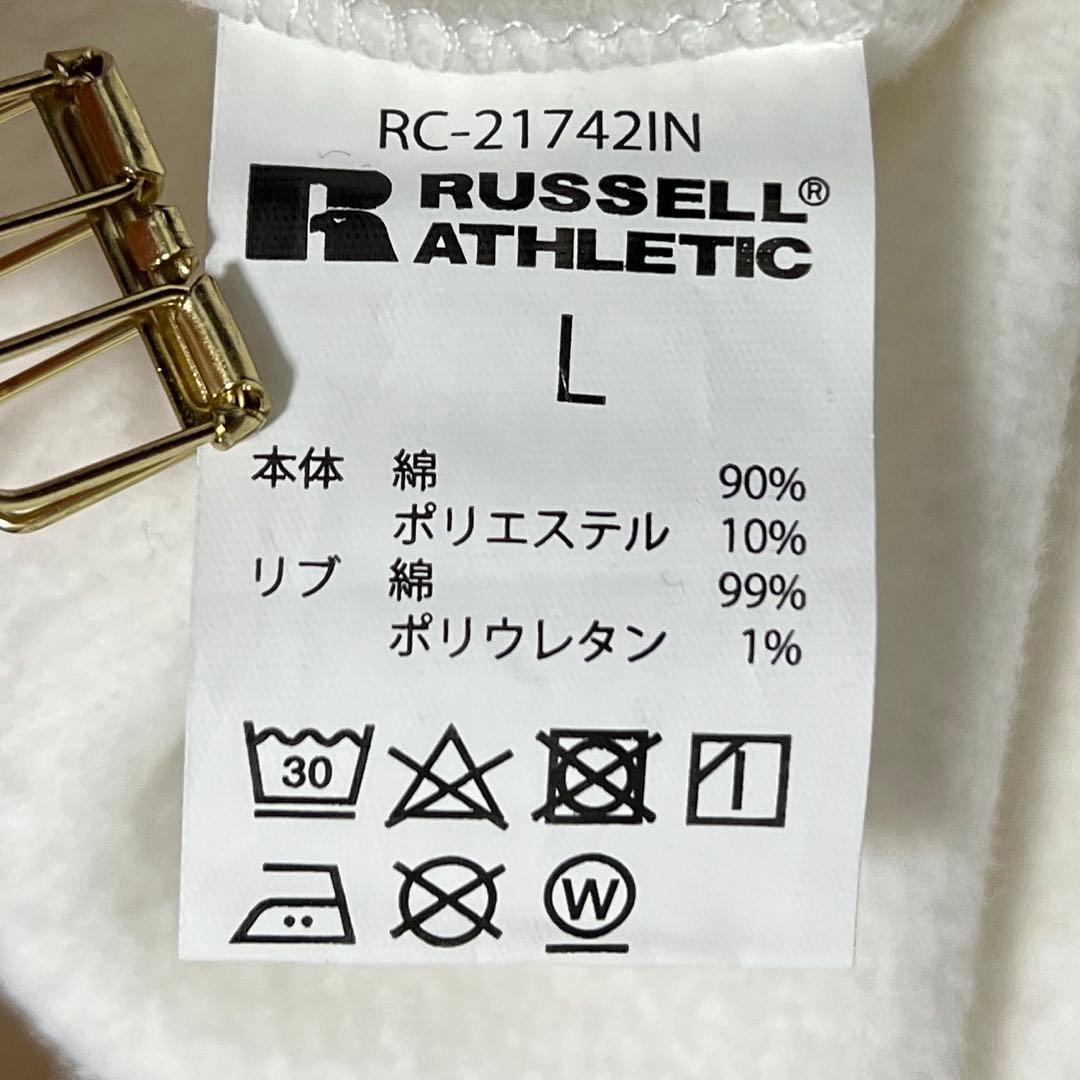 RC-21742IN
RUSSELL®
ATHLETIC
L
本体 綿 90%
ポリエステル 10%
リブ 綿 99%
ポリウレタン 1%
30
W